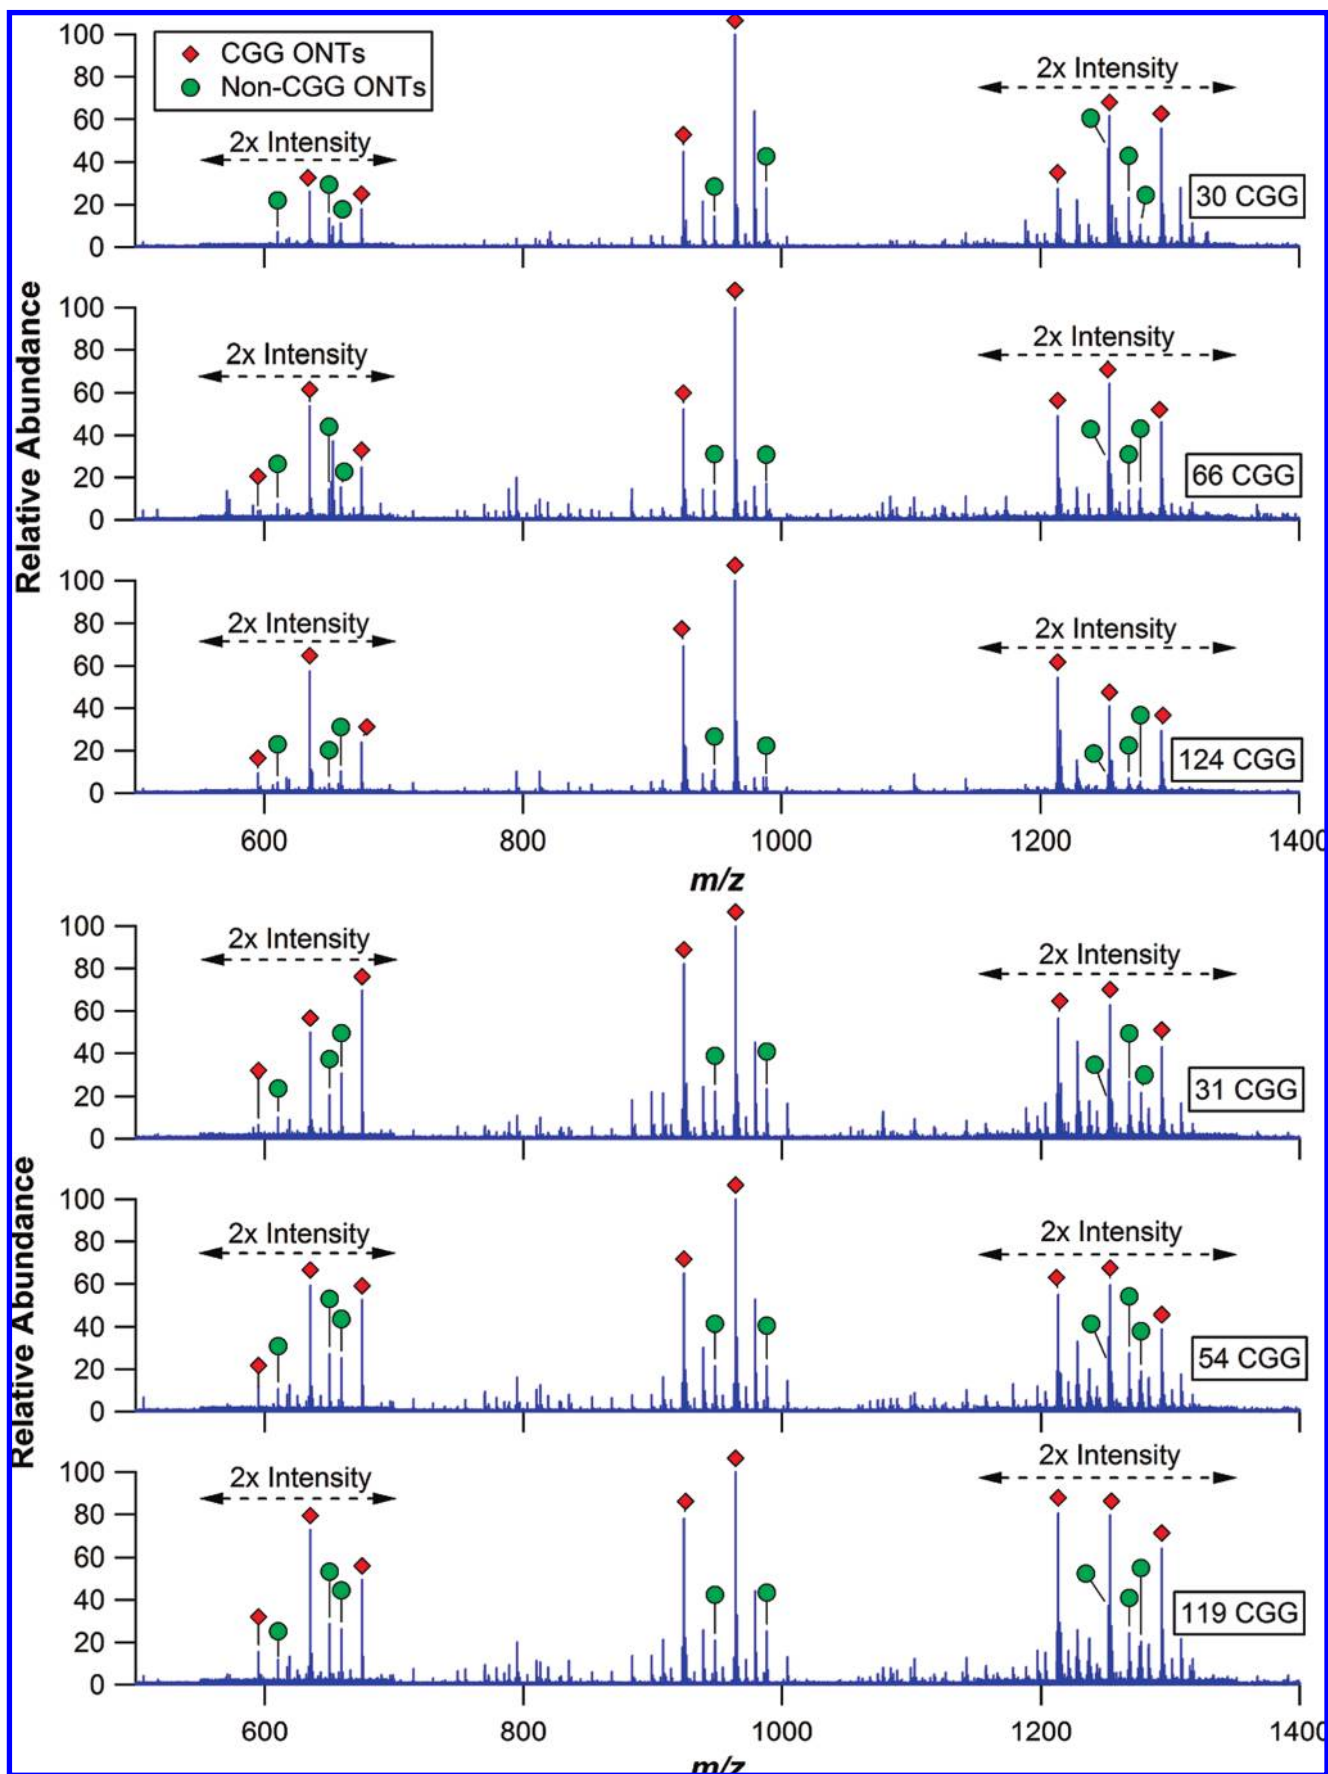 100
80
60
40
20
0
CGG ONTs
Non-CGG ONTs
2x Intensity
2x Intensity
30 CGG
Relative Abundance
100
80
60
40
20
0
2x Intensity
2x Intensity
66 CGG
100
80
60
40
20
0
2x Intensity
2x Intensity
124 CGG
600 800 1000 1200 1400
m/z
100
80
60
40
20
0
2x Intensity
2x Intensity
31 CGG
Relative Abundance
100
80
60
40
20
0
2x Intensity
2x Intensity
54 CGG
100
80
60
40
20
0
2x Intensity
2x Intensity
119 CGG
600 800 1000 1200 1400
m/z